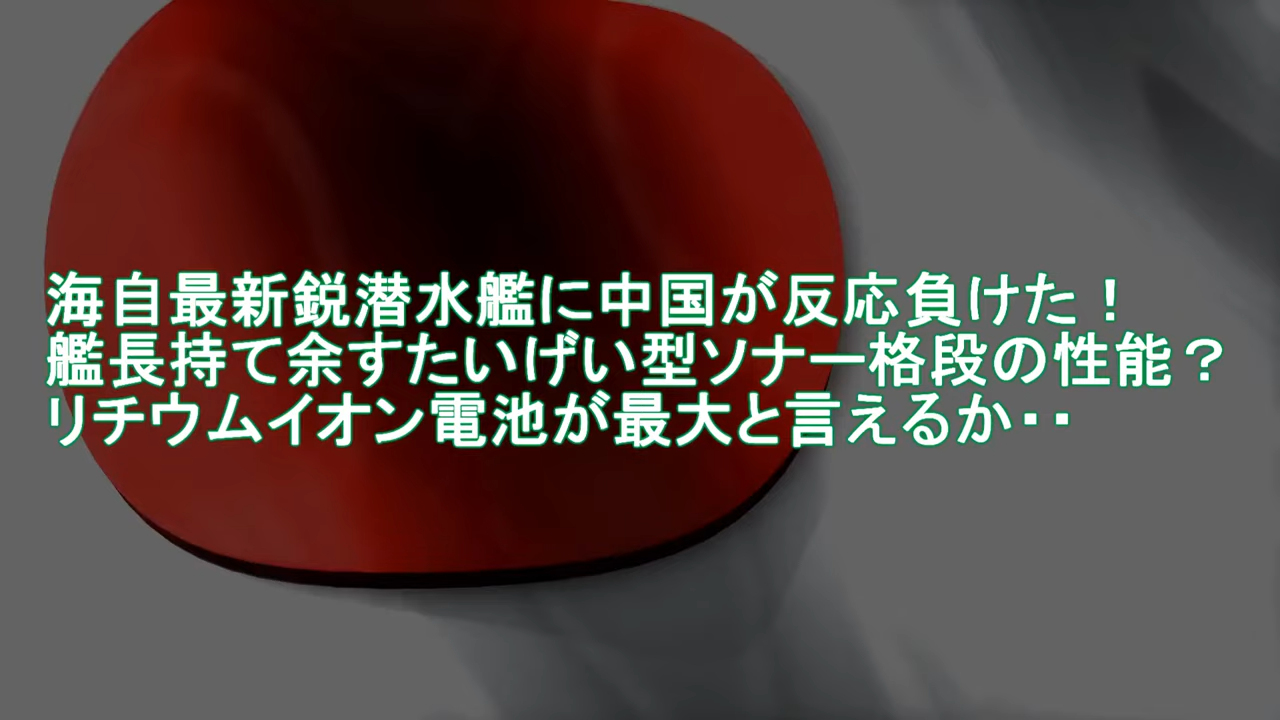 海自最新鋭潜水艦に中国が反応負けた！
艦長持て余すたいげい型ソナー格段の性能？
リチウムイオン電池が最大と言えるか・・